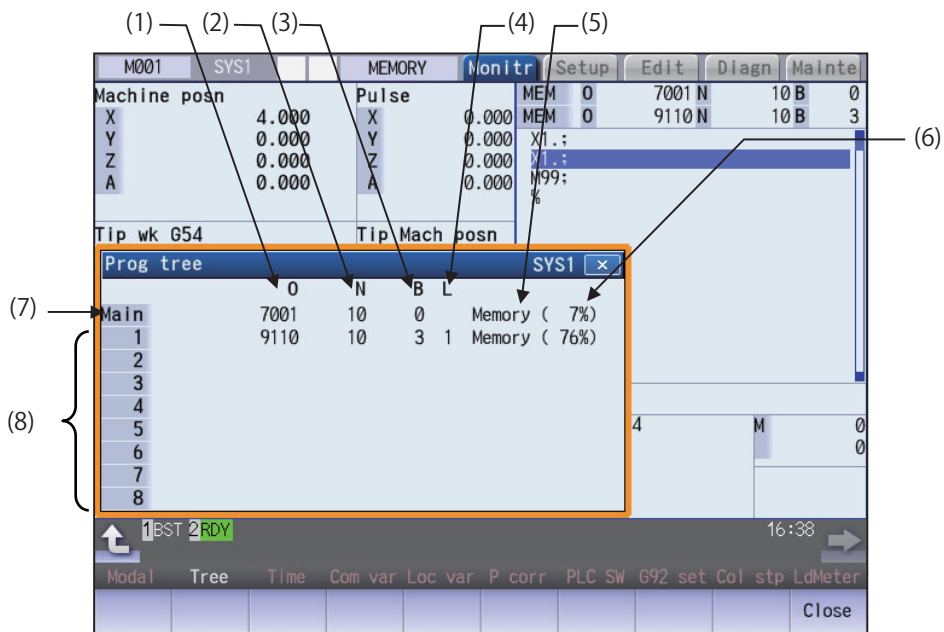 (1) (2) (3) (4) (5)
M001 SYS1 MEMORY Monitr Setup Edit Diagn Mainte
Machine posn Pulse MEM O 7001 N 10 B 0
X 4.000 X 0.000 MEM O 9110 N 10 B 3
Y 0.000 Y 0.000 X1.;
Z 0.000 Z 0.000 X1.;
A 0.000 A 0.000 M99;
%
(6)
Tip wk G54 Tip Mach posn
Prog tree SYS1 ×
O N B L
(7) Main 7001 10 0 Memory ( 7%)
1 9110 10 3 1 Memory ( 76%)
2
3
4
(8) 5 4 M 0
6 0
7
8
1BST 2RDY 16:38
Modal Tree Time Com var Loc var P corr PLC SW G92 set Col stp LdMeter
Close